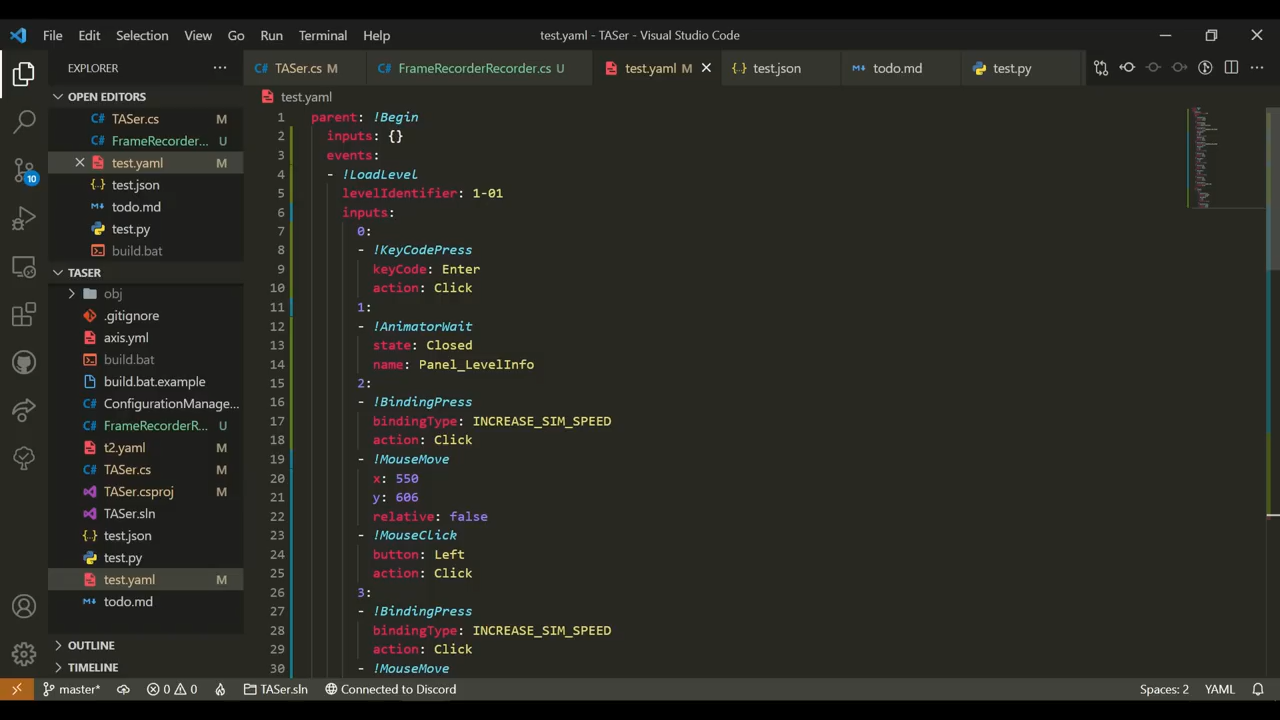 File Edit Selection View Go Run Terminal Help test.yaml - TASer - Visual Studio Code
EXPLORER ···
C# TASer.cs M C# FrameRecorderRecorder.cs U test.yaml M {} test.json M↓ todo.md test.py
OPEN EDITORS
C# TASer.cs M
C# FrameRecorder... U
test.yaml M
{} test.json
M↓ todo.md
test.py
build.bat
TASER
obj
.gitignore
axis.yml
build.bat
build.bat.example
C# ConfigurationManage...
C# FrameRecorderR... U
t2.yaml M
C# TASer.cs M
TASer.csproj M
TASer.sln
{} test.json
test.py
test.yaml M
M↓ todo.md
OUTLINE
TIMELINE
10
test.yaml
1 parent: !Begin
2 inputs: {}
3 events:
4 - !LoadLevel
5 levelIdentifier: 1-01
6 inputs:
7 0:
8 - !KeyCodePress
9 keyCode: Enter
10 action: Click
11 1:
12 - !AnimatorWait
13 state: Closed
14 name: Panel_LevelInfo
15 2:
16 - !BindingPress
17 bindingType: INCREASE_SIM_SPEED
18 action: Click
19 - !MouseMove
20 x: 550
21 y: 606
22 relative: false
23 - !MouseClick
24 button: Left
25 action: Click
26 3:
27 - !BindingPress
28 bindingType: INCREASE_SIM_SPEED
29 action: Click
30 - !MouseMove
master* 0 0 TASer.sln Connected to Discord Spaces: 2 YAML